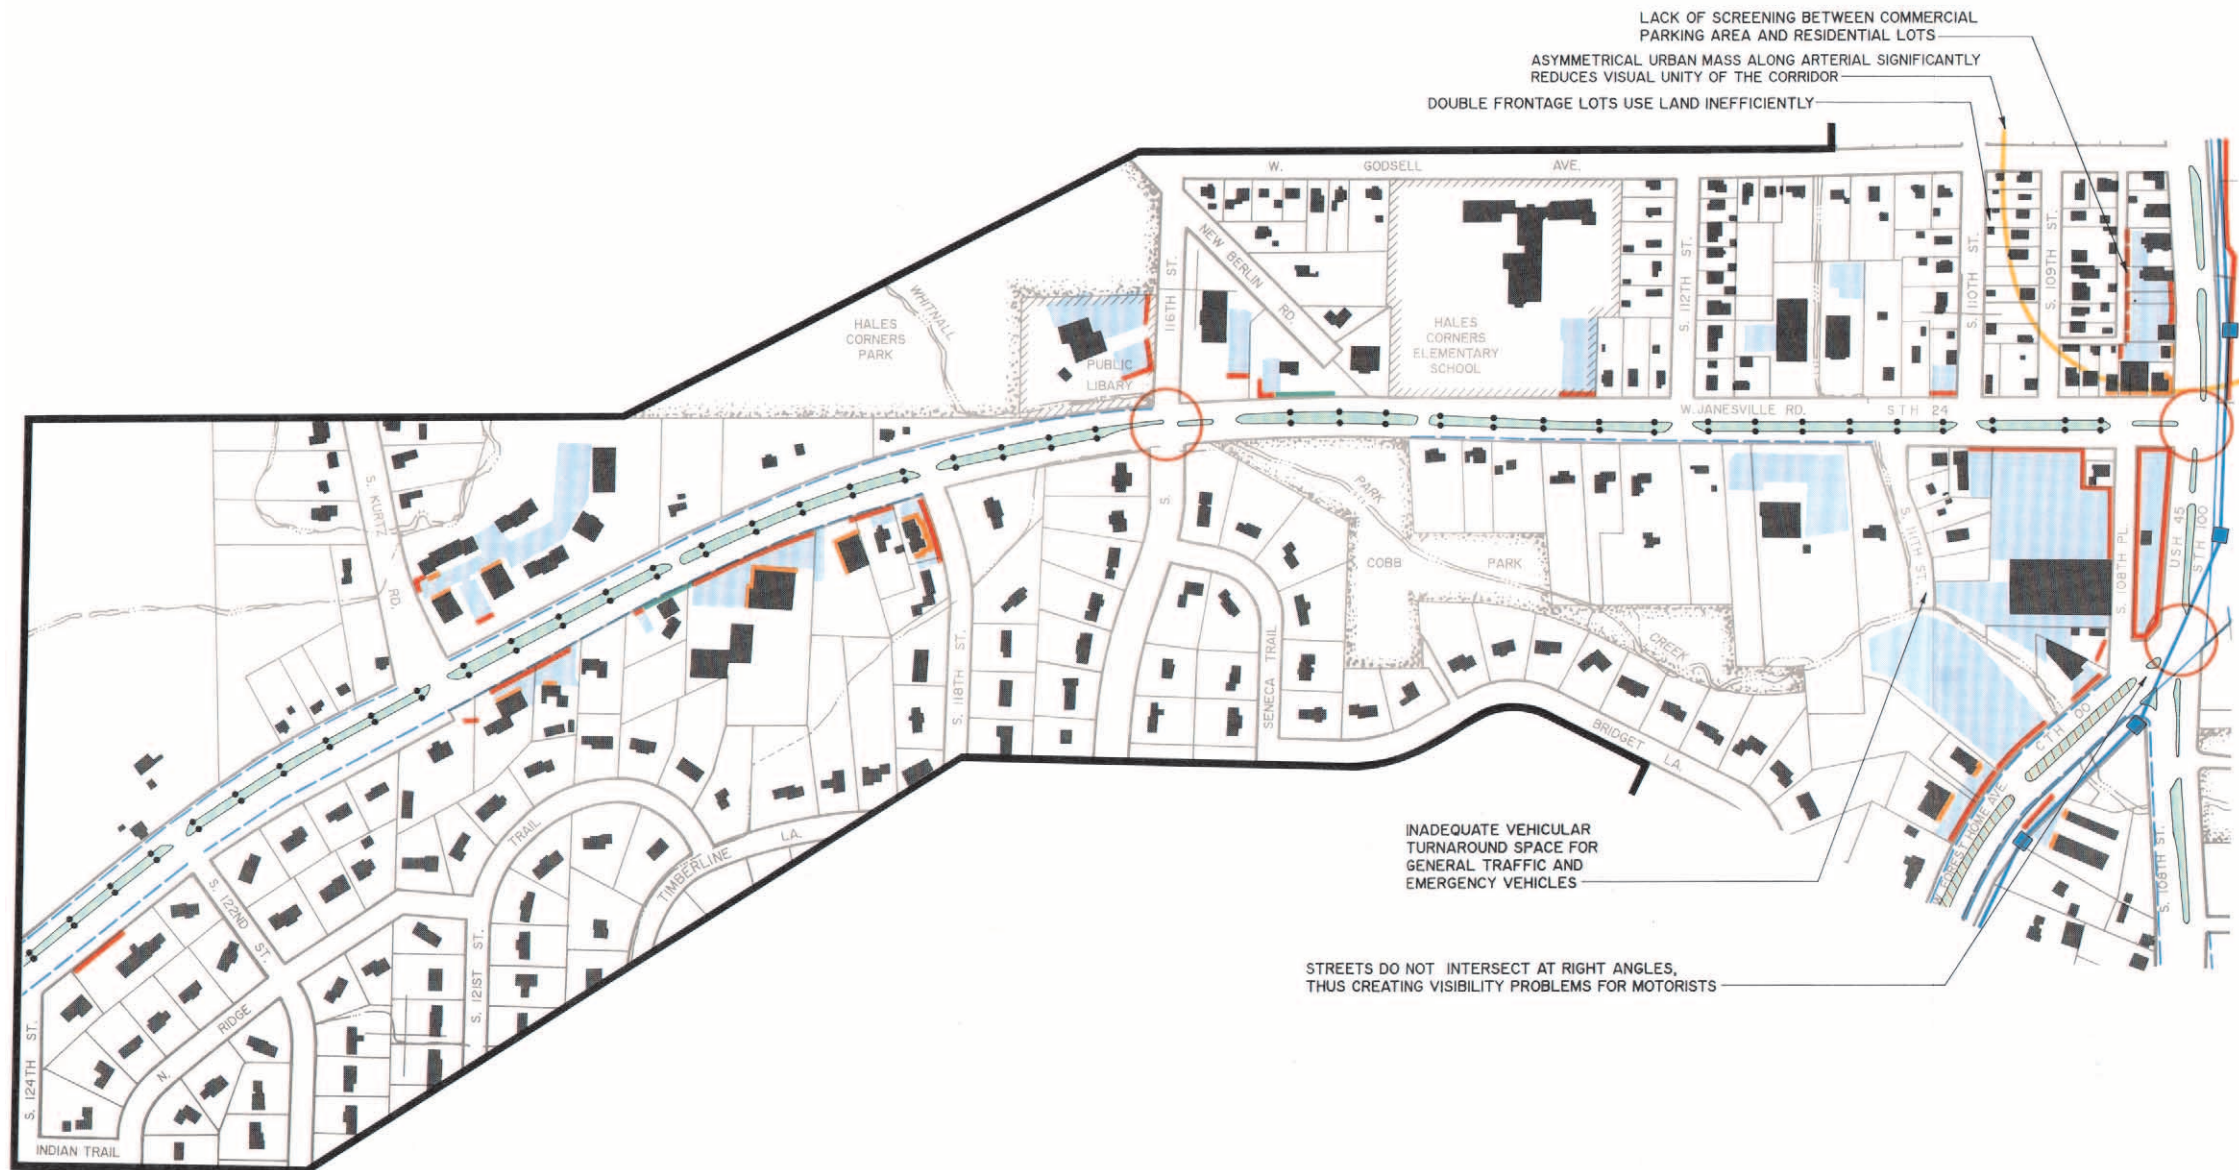 LACK OF SCREENING BETWEEN COMMERCIAL
PARKING AREA AND RESIDENTIAL LOTS
ASYMMETRICAL URBAN MASS ALONG ARTERIAL SIGNIFICANTLY
REDUCES VISUAL UNITY OF THE CORRIDOR
DOUBLE FRONTAGE LOTS USE LAND INEFFICIENTLY
W. GODSELL AVE.
NEW BERLIN RD.
116TH ST.
S.
WHITNALL
HALES
CORNERS
PARK
PUBLIC
LIBARY
HALES
CORNERS
ELEMENTARY
SCHOOL
S. 112TH ST.
S. 110TH ST.
S. 109TH ST.
W. JANESVILLE RD. STH 24
S. KURTZ RD.
PARK
COBB PARK
CREEK
S. 111TH ST.
S. 108TH PL.
USH 45
STH 100
S. 118TH ST.
SENECA TRAIL
BRIDGET LA.
CTH OO
W. FOREST HOME AVE.
S. 108TH ST.
TRAIL
TIMBERLINE LA.
S. 122ND ST.
S. 121ST ST.
N. RIDGE
S. 124TH ST.
INDIAN TRAIL
INADEQUATE VEHICULAR
TURNAROUND SPACE FOR
GENERAL TRAFFIC AND
EMERGENCY VEHICLES
STREETS DO NOT INTERSECT AT RIGHT ANGLES,
THUS CREATING VISIBILITY PROBLEMS FOR MOTORISTS